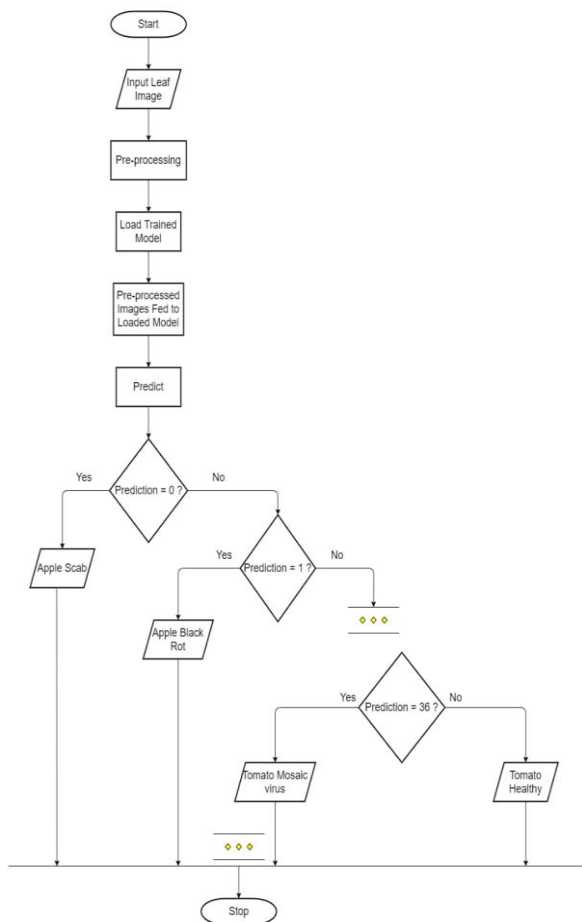 Start
Input Leaf
Image
Pre-processing
Load Trained
Model
Pre-processed
Images Fed to
Loaded Model
Predict
Prediction = 0 ?
Yes
No
Apple Scab
Prediction = 1 ?
Yes
No
Apple Black
Rot
Prediction = 36 ?
Yes
No
Tomato Mosaic
virus
Tomato
Healthy
Stop